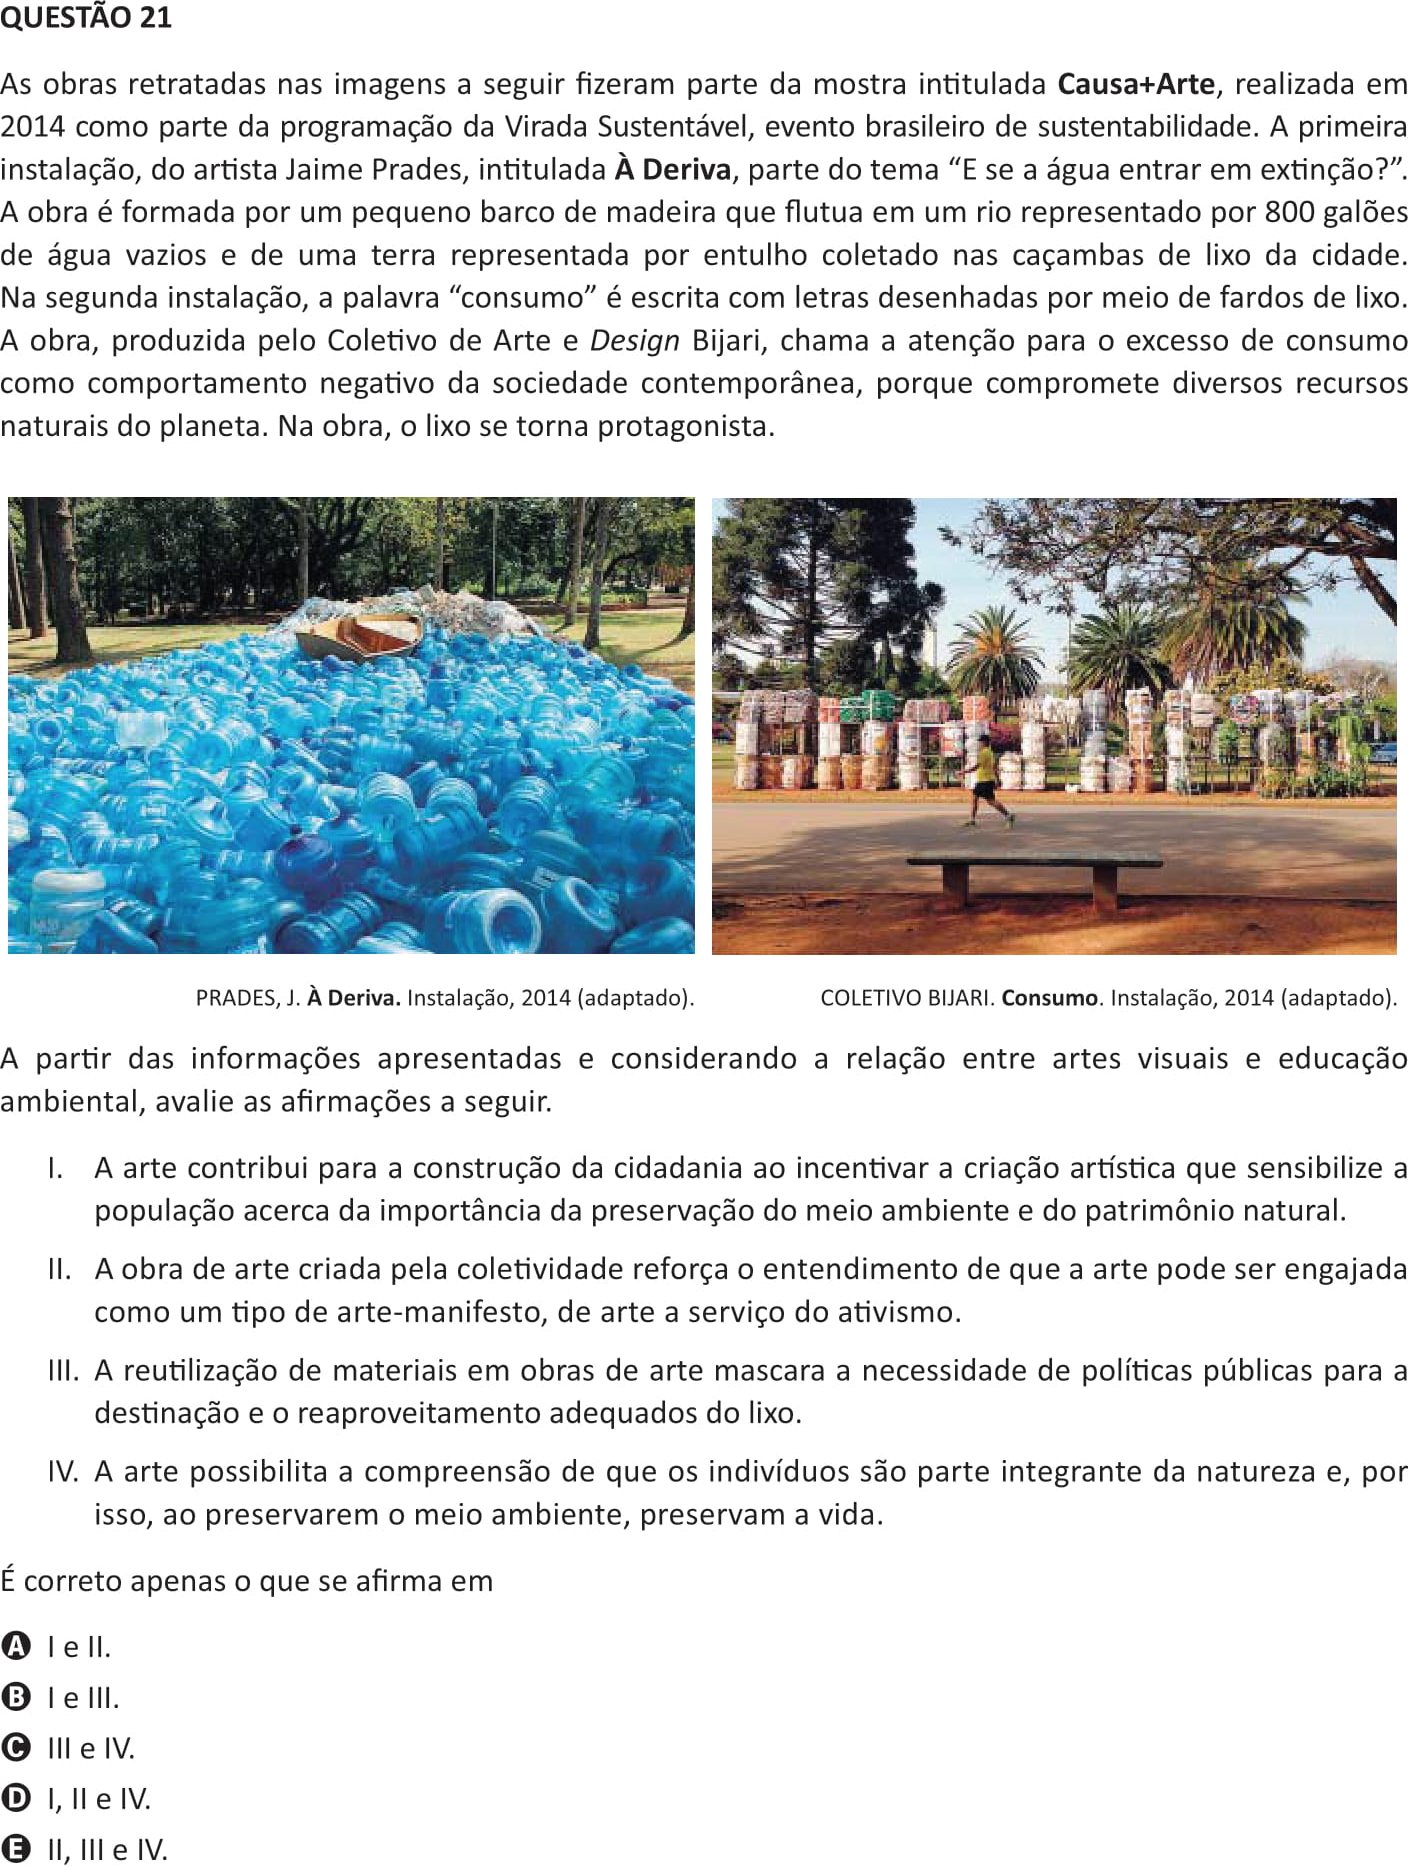 QUESTÃO 21
As obras retratadas nas imagens a seguir fizeram parte da mostra intitulada Causa+Arte, realizada em
2014 como parte da programação da Virada Sustentável, evento brasileiro de sustentabilidade. A primeira
instalação, do artista Jaime Prades, intitulada À Deriva, parte do tema “E se a água entrar em extinção?”.
A obra é formada por um pequeno barco de madeira que flutua em um rio representado por 800 galões
de água vazios e de uma terra representada por entulho coletado nas caçambas de lixo da cidade.
Na segunda instalação, a palavra “consumo” é escrita com letras desenhadas por meio de fardos de lixo.
A obra, produzida pelo Coletivo de Arte e Design Bijari, chama a atenção para o excesso de consumo
como comportamento negativo da sociedade contemporânea, porque compromete diversos recursos
naturais do planeta. Na obra, o lixo se torna protagonista.
PRADES, J. À Deriva. Instalação, 2014 (adaptado).
COLETIVO BIJARI. Consumo. Instalação, 2014 (adaptado).
A partir das informações apresentadas e considerando a relação entre artes visuais e educação
ambiental, avalie as afirmações a seguir.
I. A arte contribui para a construção da cidadania ao incentivar a criação artística que sensibilize a
população acerca da importância da preservação do meio ambiente e do patrimônio natural.
II. A obra de arte criada pela coletividade reforça o entendimento de que a arte pode ser engajada
como um tipo de arte-manifesto, de arte a serviço do ativismo.
III. A reutilização de materiais em obras de arte mascara a necessidade de políticas públicas para a
destinação e o reaproveitamento adequados do lixo.
IV. A arte possibilita a compreensão de que os indivíduos são parte integrante da natureza e, por
isso, ao preservarem o meio ambiente, preservam a vida.
É correto apenas o que se afirma em
A I e II.
B I e III.
C III e IV.
D I, II e IV.
E II, III e IV.